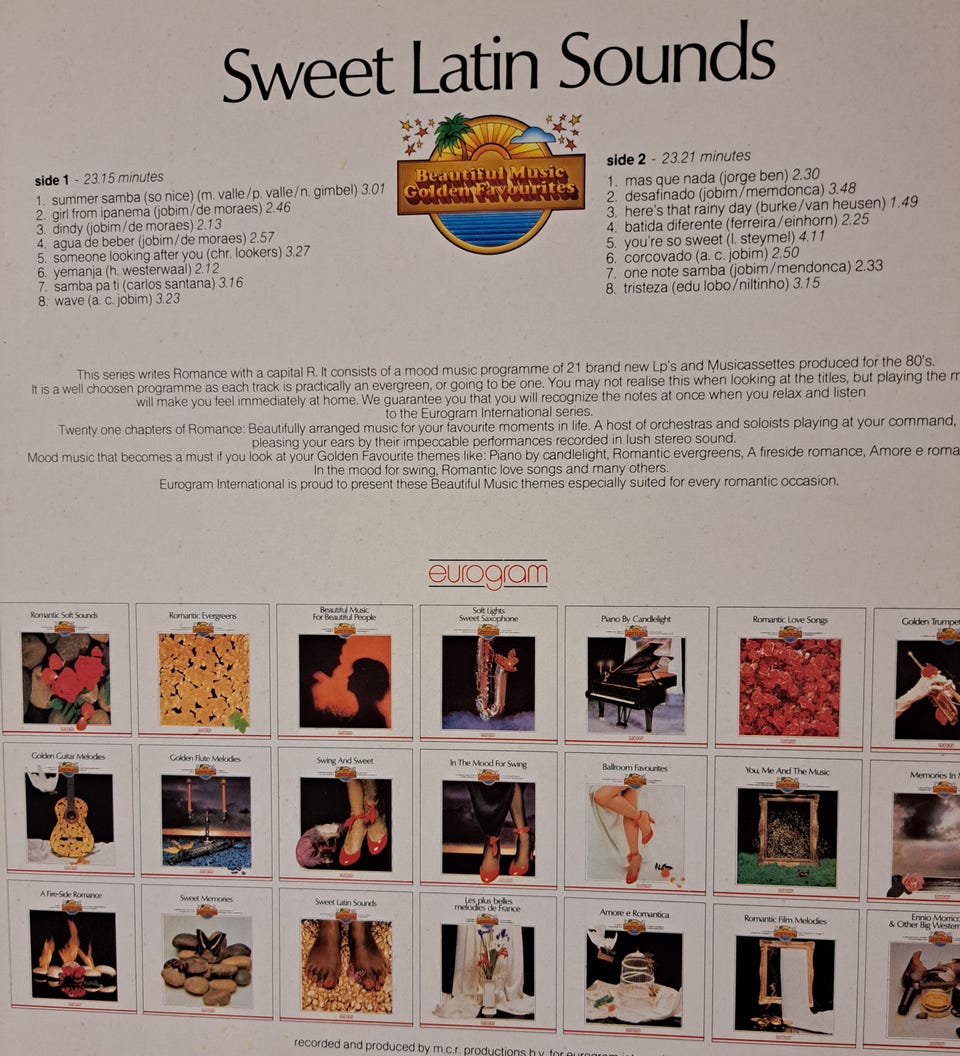 Sweet Latin Sounds
Beautiful Music
Golden Favourites
side 1 - 23.15 minutes
1. summer samba (so nice) (m. valle/p. valle/n. gimbel) 3.01
2. girl from ipanema (jobim/de moraes) 2.46
3. dindy (jobim/de moraes) 2.13
4. agua de beber (jobim/de moraes) 2.57
5. someone looking after you (chr. lookers) 3.27
6. yemanja (h. westerwaal) 2.12
7. samba pa ti (carlos santana) 3.16
8. wave (a. c. jobim) 3.23
side 2 - 23.21 minutes
1. mas que nada (jorge ben) 2.30
2. desafinado (jobim/memdonca) 3.48
3. here's that rainy day (burke/van heusen) 1.49
4. batida diferente (ferreira/einhorn) 2.25
5. you're so sweet (l. steymel) 4.11
6. corcovado (a. c. jobim) 2.50
7. one note samba (jobim/mendonca) 2.33
8. tristeza (edu lobo/niltinho) 3.15
This series writes Romance with a capital R. It consists of a mood music programme of 21 brand new Lp's and Musicassettes produced for the 80's.
It is a well choosen programme as each track is practically an evergreen, or going to be one. You may not realise this when looking at the titles, but playing the m
will make you feel immediately at home. We guarantee you that you will recognize the notes at once when you relax and listen
to the Eurogram International series.
Twenty one chapters of Romance: Beautifully arranged music for your favourite moments in life. A host of orchestras and soloists playing at your command,
pleasing your ears by their impeccable performances recorded in lush stereo sound.
Mood music that becomes a must if you look at your Golden Favourite themes like: Piano by candlelight, Romantic evergreens, A fireside romance, Amore e roma
In the mood for swing, Romantic love songs and many others.
Eurogram International is proud to present these Beautiful Music themes especially suited for every romantic occasion.
eurogram
Romantic Soft Sounds
Romantic Evergreens
Beautiful Music
For Beautiful People
Soft Lights
Sweet Saxophone
Piano By Candlelight
Romantic Love Songs
Golden Trumpet
Golden Guitar Melodies
Golden Flute Melodies
Swing And Sweet
In The Mood For Swing
Ballroom Favourites
You, Me And The Music
Memories In
A Fire-Side Romance
Sweet Memories
Sweet Latin Sounds
Les plus belles
mélodies de France
Amore e Romantica
Romantic Film Melodies
Ennio Morrico
& Other Big Western
recorded and produced by m.c.r. productions b.v. for eurogram